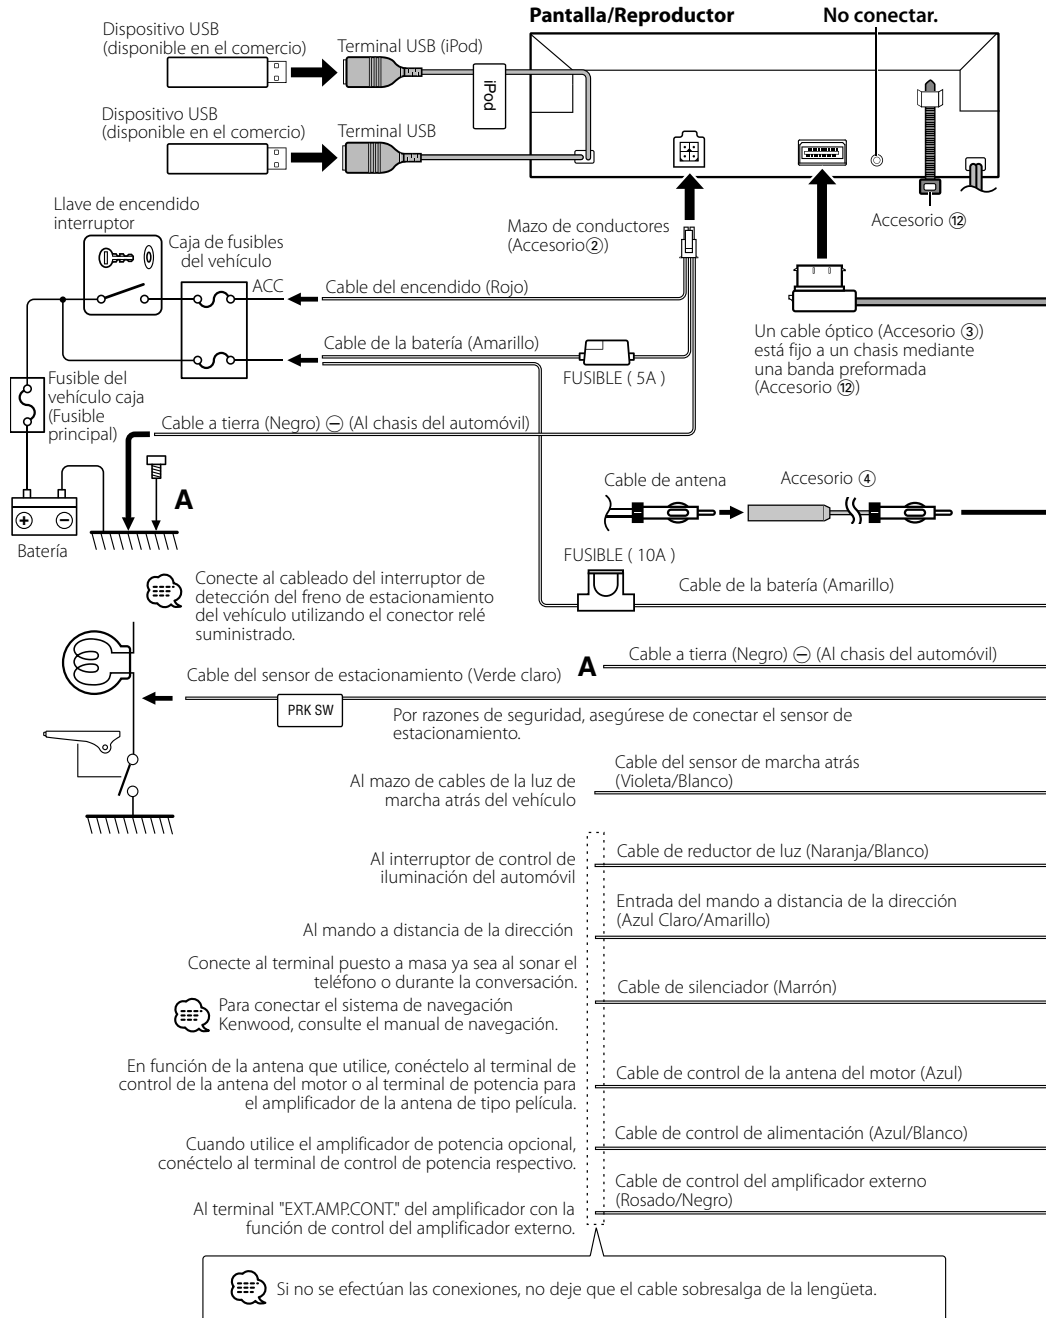 Pantalla/Reproductor
No conectar.
Dispositivo USB
(disponible en el comercio)
Terminal USB (iPod)
iPod
Dispositivo USB
(disponible en el comercio)
Terminal USB
Accesorio ⑫
Llave de encendido
interruptor
Mazo de conductores
(Accesorio②)
Caja de fusibles
del vehículo
ACC
Cable del encendido (Rojo)
Un cable óptico (Accesorio ③)
está fijo a un chasis mediante
una banda preformada
(Accesorio ⑫)
Cable de la batería (Amarillo)
FUSIBLE ( 5A )
Fusible del
vehículo caja
(Fusible
principal)
Cable a tierra (Negro) ⊖ (Al chasis del automóvil)
A
Batería
Cable de antena
Accesorio ④
FUSIBLE ( 10A )
Cable de la batería (Amarillo)
Conecte al cableado del interruptor de
detección del freno de estacionamiento
del vehículo utilizando el conector relé
suministrado.
A
Cable a tierra (Negro) ⊖ (Al chasis del automóvil)
Cable del sensor de estacionamiento (Verde claro)
PRK SW
Por razones de seguridad, asegúrese de conectar el sensor de
estacionamiento.
Al mazo de cables de la luz de
marcha atrás del vehículo
Cable del sensor de marcha atrás
(Violeta/Blanco)
Al interruptor de control de
iluminación del automóvil
Cable de reductor de luz (Naranja/Blanco)
Al mando a distancia de la dirección
Entrada del mando a distancia de la dirección
(Azul Claro/Amarillo)
Conecte al terminal puesto a masa ya sea al sonar el
teléfono o durante la conversación.
Para conectar el sistema de navegación
Kenwood, consulte el manual de navegación.
Cable de silenciador (Marrón)
En función de la antena que utilice, conéctelo al terminal de
control de la antena del motor o al terminal de potencia para
el amplificador de la antena de tipo película.
Cable de control de la antena del motor (Azul)
Cuando utilice el amplificador de potencia opcional,
conéctelo al terminal de control de potencia respectivo.
Cable de control de alimentación (Azul/Blanco)
Al terminal "EXT.AMP.CONT." del amplificador con la
función de control del amplificador externo.
Cable de control del amplificador externo
(Rosado/Negro)
Si no se efectúan las conexiones, no deje que el cable sobresalga de la lengüeta.